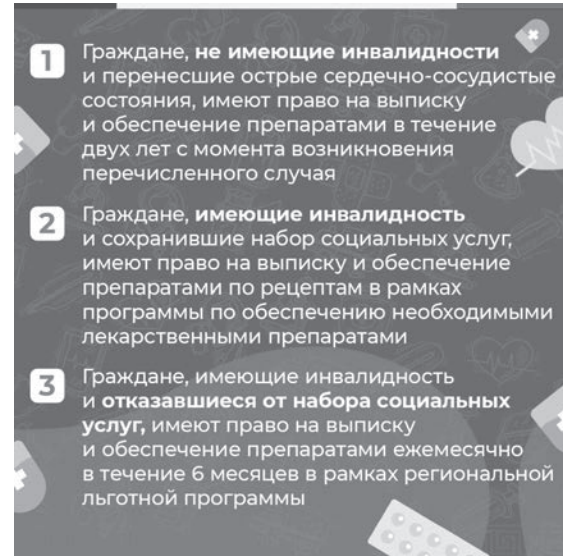 1 Граждане, не имеющие инвалидности
и перенесшие острые сердечно-сосудистые
состояния, имеют право на выписку
и обеспечение препаратами в течение
двух лет с момента возникновения
перечисленного случая
2 Граждане, имеющие инвалидность
и сохранившие набор социальных услуг,
имеют право на выписку и обеспечение
препаратами по рецептам в рамках
программы по обеспечению необходимыми
лекарственными препаратами
3 Граждане, имеющие инвалидность
и отказавшиеся от набора социальных
услуг, имеют право на выписку
и обеспечение препаратами ежемесячно
в течение 6 месяцев в рамках региональной
льготной программы